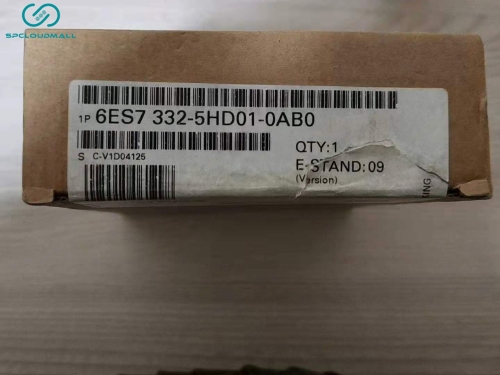 SPCLOUDMALL
1P 6ES7 332-5HD01-0AB0
S C-V1D04125
QTY:1
E-STAND:09
(Version)